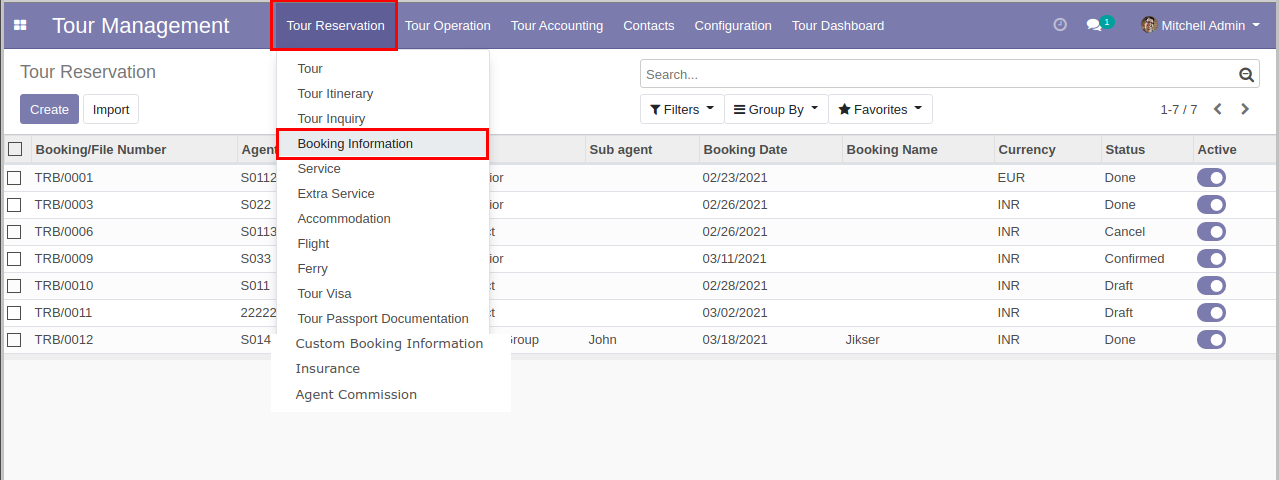 Tour Management Tour Reservation Tour Operation Tour Accounting Contacts Configuration Tour Dashboard 1 Mitchell Admin
Tour Reservation
Search...
Create Import
Filters Group By Favorites 1-7 / 7
Tour
Tour Itinerary
Tour Inquiry
Booking Information
Service
Extra Service
Accommodation
Flight
Ferry
Tour Visa
Tour Passport Documentation
Custom Booking Information
Insurance
Agent Commission
Booking/File Number Agent Sub agent Booking Date Booking Name Currency Status Active
TRB/0001 S0112 02/23/2021 EUR Done
TRB/0003 S022 02/26/2021 INR Done
TRB/0006 S0113 02/26/2021 INR Cancel
TRB/0009 S033 03/11/2021 INR Confirmed
TRB/0010 S011 02/28/2021 INR Draft
TRB/0011 22222 03/02/2021 INR Draft
TRB/0012 S014 Group John 03/18/2021 Jikser INR Done